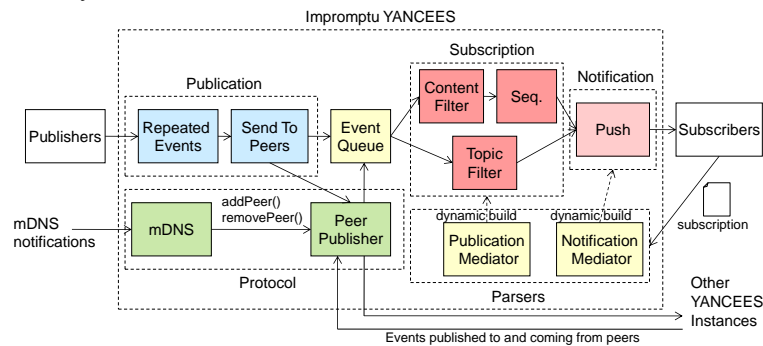 Impromptu YANCEES
Subscription
Publication
Notification
Content
Filter
Seq.
Publishers
Repeated
Events
Send To
Peers
Event
Queue
Push
Subscribers
Topic
Filter
addPeer()
removePeer()
mDNS
notifications
mDNS
Peer
Publisher
dynamic build
dynamic build
Publication
Mediator
Notification
Mediator
subscription
Protocol
Parsers
Other
YANCEES
Instances
Events published to and coming from peers